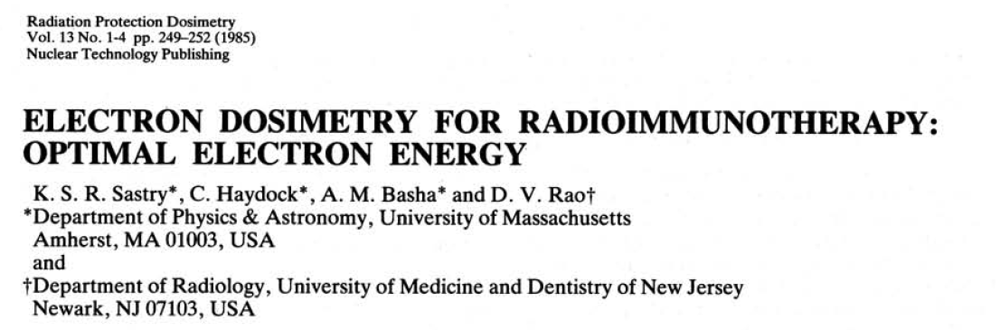 Radiation Protection Dosimetry
Vol. 13 No. 1-4 pp. 249–252 (1985)
Nuclear Technology Publishing
ELECTRON DOSIMETRY FOR RADIOIMMUNOTHERAPY:
OPTIMAL ELECTRON ENERGY
K. S. R. Sastry*, C. Haydock*, A. M. Basha* and D. V. Rao†
*Department of Physics & Astronomy, University of Massachusetts
Amherst, MA 01003, USA
and
†Department of Radiology, University of Medicine and Dentistry of New Jersey
Newark, NJ 07103, USA